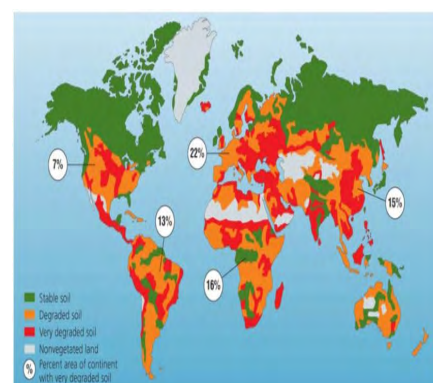 22%
7%
15%
13%
16%
Stable soil
Degraded soil
Very degraded soil
Nonvegetated land
% Percent area of continent
with very degraded soil